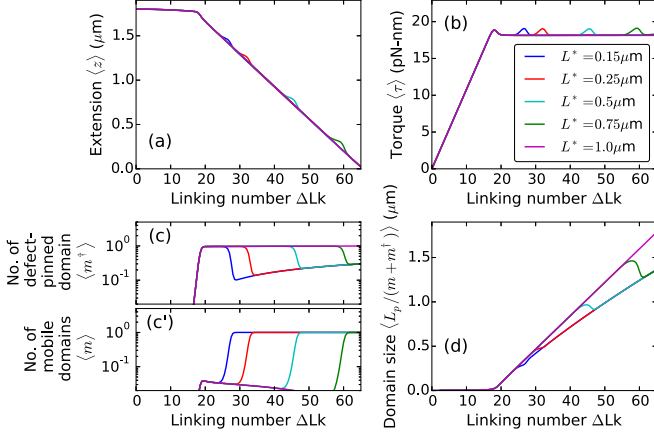 Extension ⟨z⟩ (μm)
1.5
1.0
0.5
0.0
(a)
0 10 20 30 40 50 60
Linking number ΔLk
Torque ⟨τ⟩ (pN-nm)
20
15
10
5
0
(b)
L* =0.15μm
L* =0.25μm
L* =0.5μm
L* =0.75μm
L* =1.0μm
0 10 20 30 40 50 60
Linking number ΔLk
No. of
defect-
pinned
domain
⟨m†⟩
10⁰
10⁻¹
(c)
No. of
mobile
domains
⟨m⟩
10⁰
10⁻¹
(c')
0 10 20 30 40 50 60
Linking number ΔLk
Domain size ⟨Lp/(m+m†)⟩ (μm)
1.5
1.0
0.5
0.0
(d)
0 10 20 30 40 50 60
Linking number ΔLk